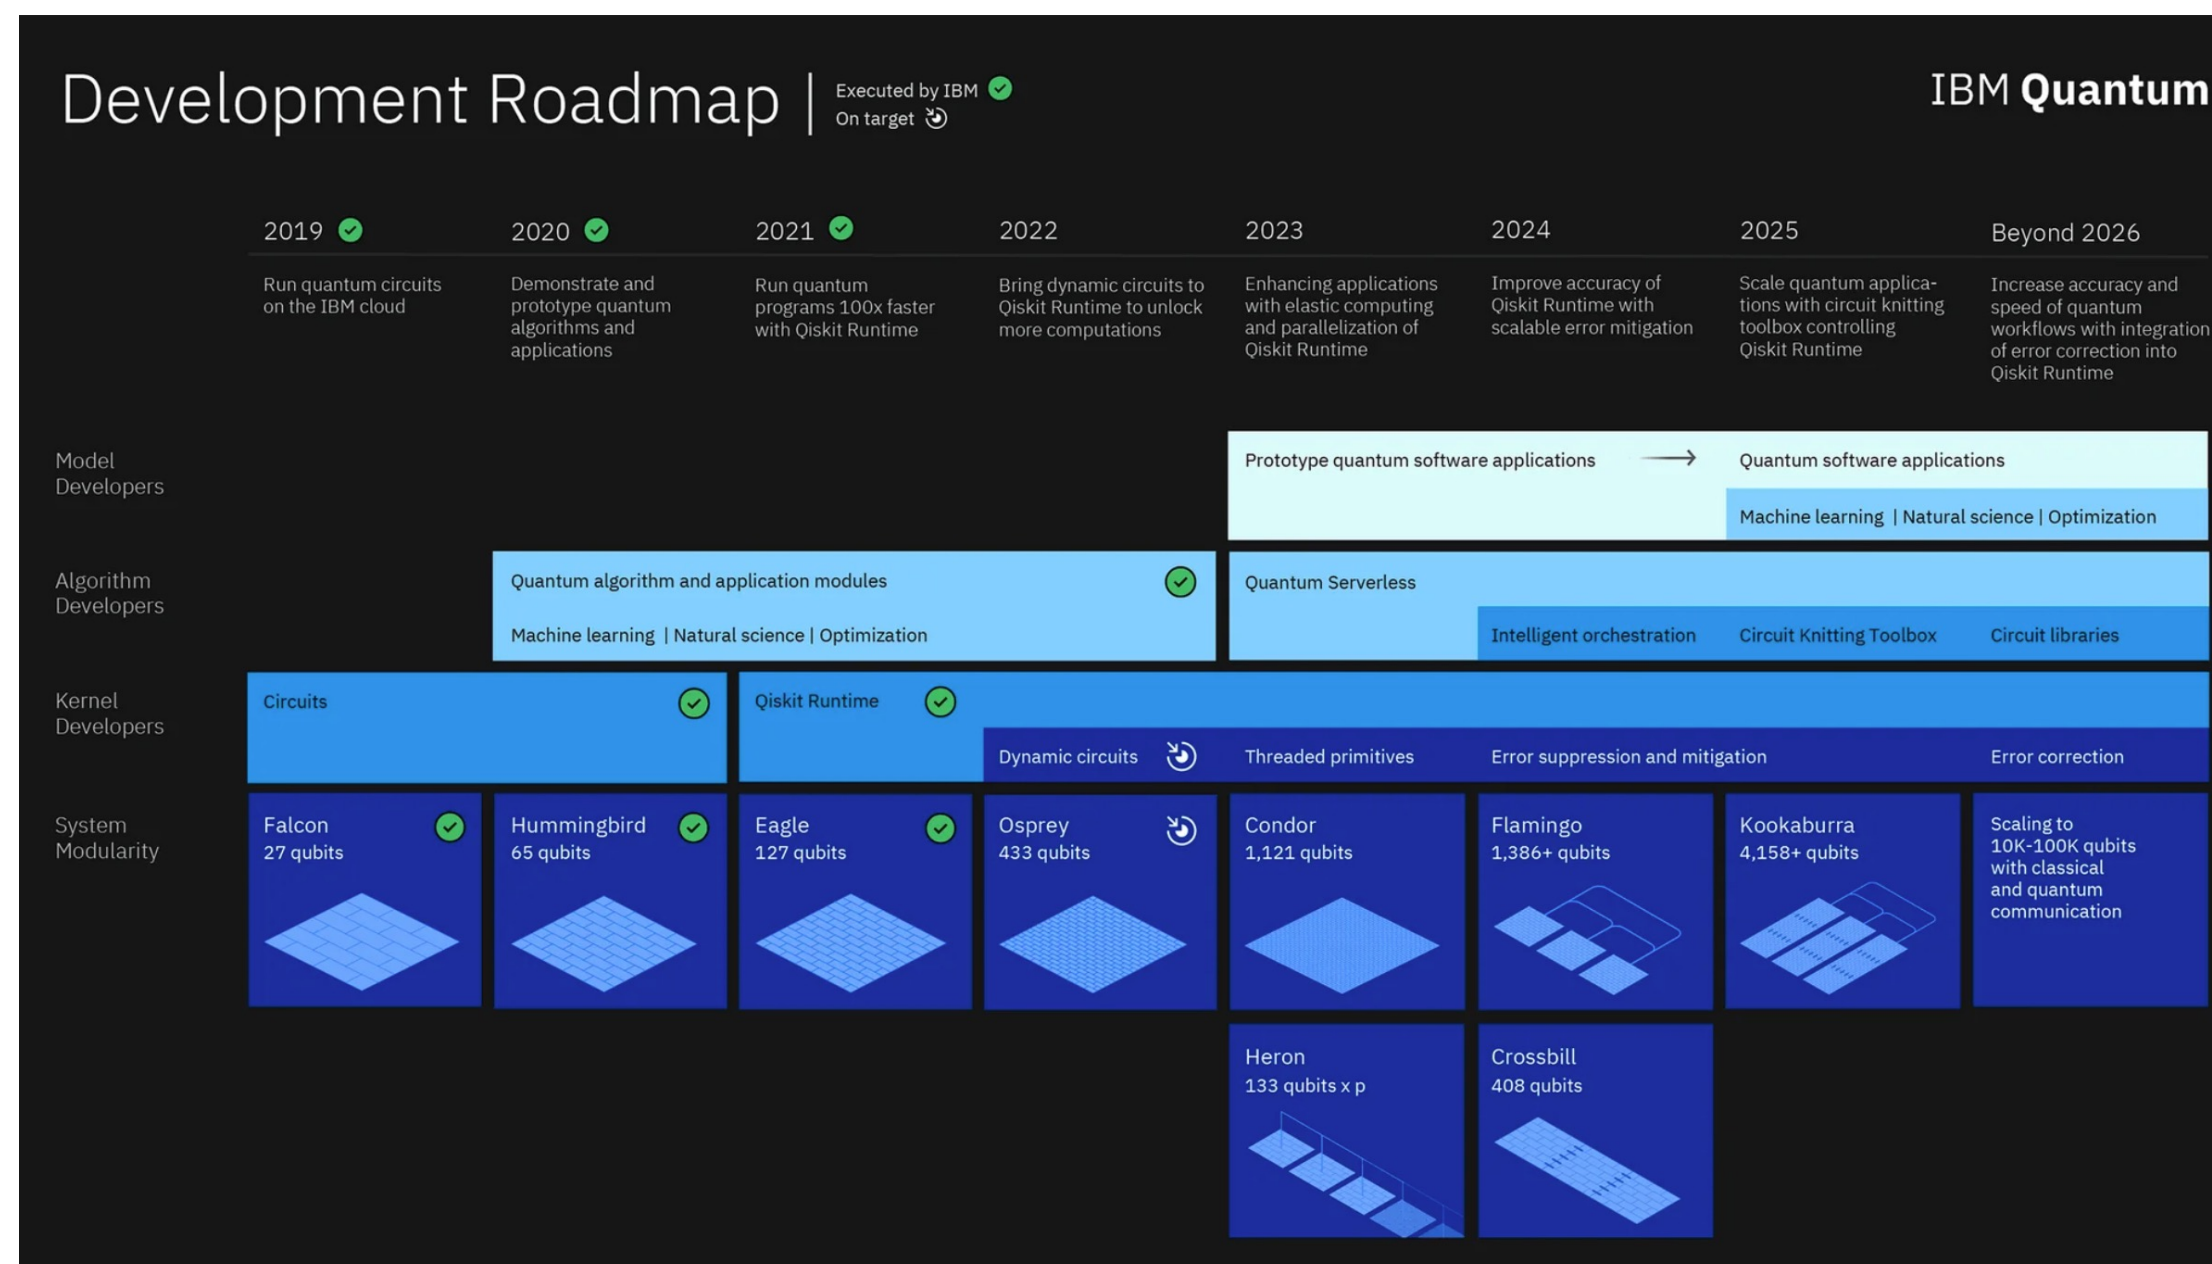 Development Roadmap
Executed by IBM
On target
IBM Quantum
2019
Run quantum circuits
on the IBM cloud
2020
Demonstrate and
prototype quantum
algorithms and
applications
2021
Run quantum
programs 100x faster
with Qiskit Runtime
2022
Bring dynamic circuits to
Qiskit Runtime to unlock
more computations
2023
Enhancing applications
with elastic computing
and parallelization of
Qiskit Runtime
2024
Improve accuracy of
Qiskit Runtime with
scalable error mitigation
2025
Scale quantum applica-
tions with circuit knitting
toolbox controlling
Qiskit Runtime
Beyond 2026
Increase accuracy and
speed of quantum
workflows with integration
of error correction into
Qiskit Runtime
Model
Developers
Prototype quantum software applications
Quantum software applications
Machine learning | Natural science | Optimization
Algorithm
Developers
Quantum algorithm and application modules
Machine learning | Natural science | Optimization
Quantum Serverless
Intelligent orchestration
Circuit Knitting Toolbox
Circuit libraries
Kernel
Developers
Circuits
Qiskit Runtime
Dynamic circuits
Threaded primitives
Error suppression and mitigation
Error correction
System
Modularity
Falcon
27 qubits
Hummingbird
65 qubits
Eagle
127 qubits
Osprey
433 qubits
Condor
1,121 qubits
Flamingo
1,386+ qubits
Kookaburra
4,158+ qubits
Scaling to
10K-100K qubits
with classical
and quantum
communication
Heron
133 qubits x p
Crossbill
408 qubits